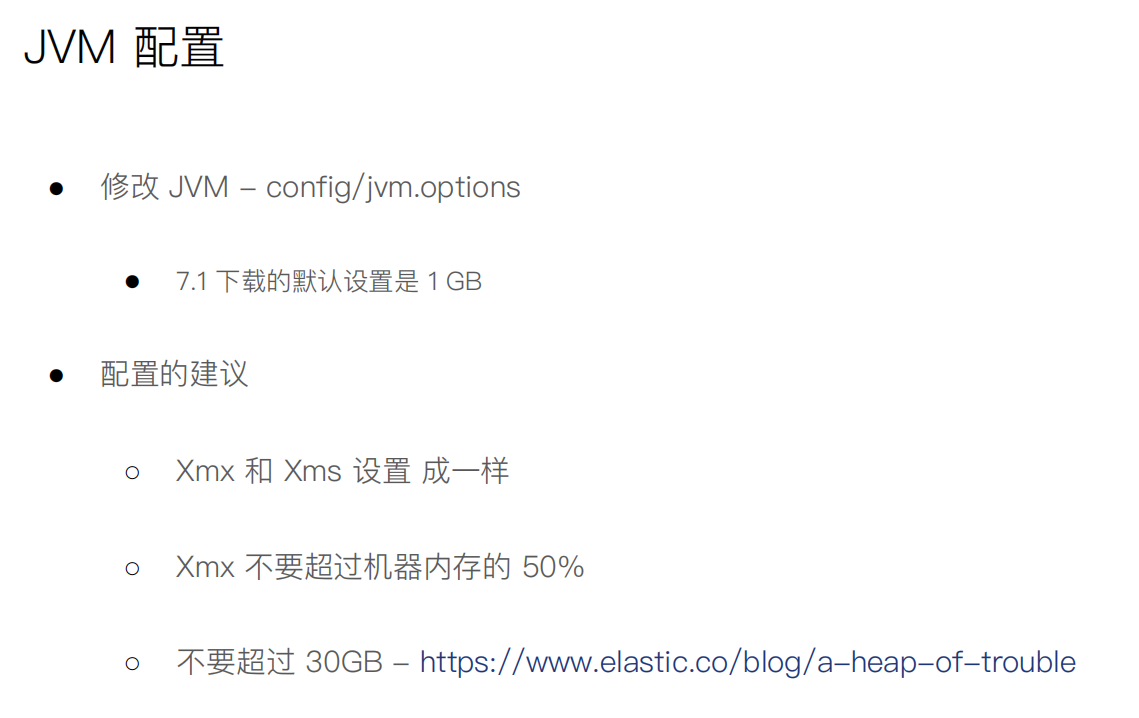 JVM 配置
● 修改 JVM – config/jvm.options
● 7.1 下载的默认设置是 1 GB
● 配置的建议
○ Xmx 和 Xms 设置 成一样
○ Xmx 不要超过机器内存的 50%
○ 不要超过 30GB – https://www.elastic.co/blog/a-heap-of-trouble